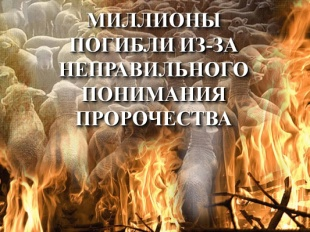 МИЛЛИОНЫ
ПОГИБЛИ ИЗ-ЗА
НЕПРАВИЛЬНОГО
ПОНИМАНИЯ
ПРОРОЧЕСТВА